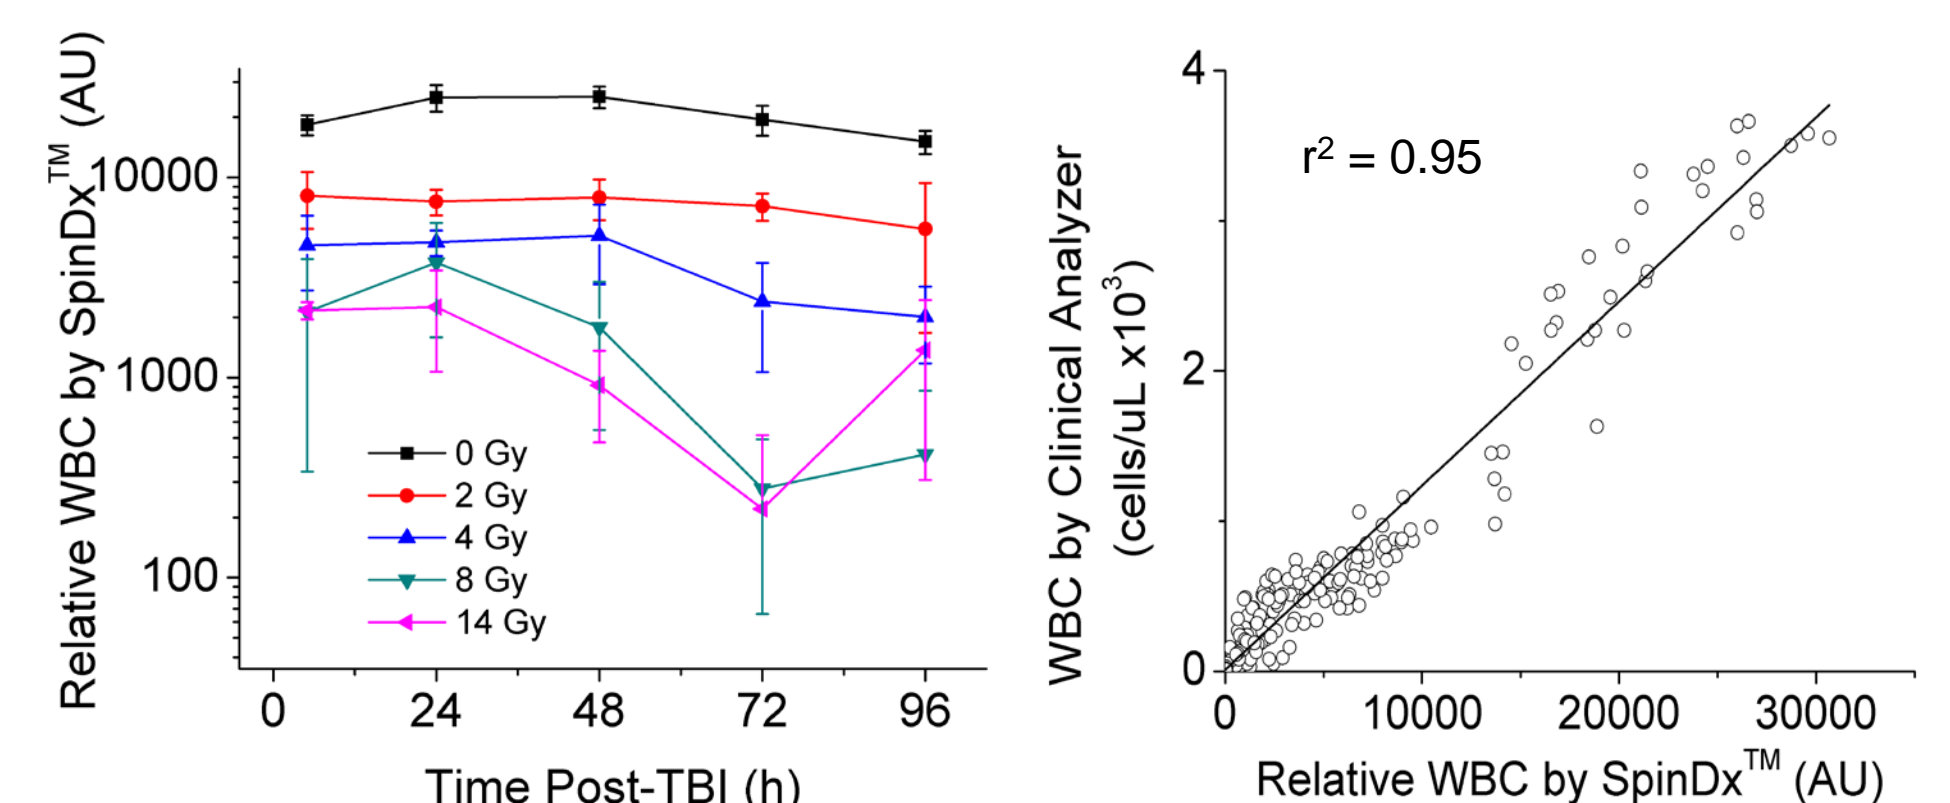 Relative WBC by SpinDx™ (AU)
10000
1000
100
0 Gy
2 Gy
4 Gy
8 Gy
14 Gy
0 24 48 72 96
Time Post-TBI (h)
WBC by Clinical Analyzer
(cells/uL x10³)
4
2
0
r² = 0.95
0 10000 20000 30000
Relative WBC by SpinDx™ (AU)